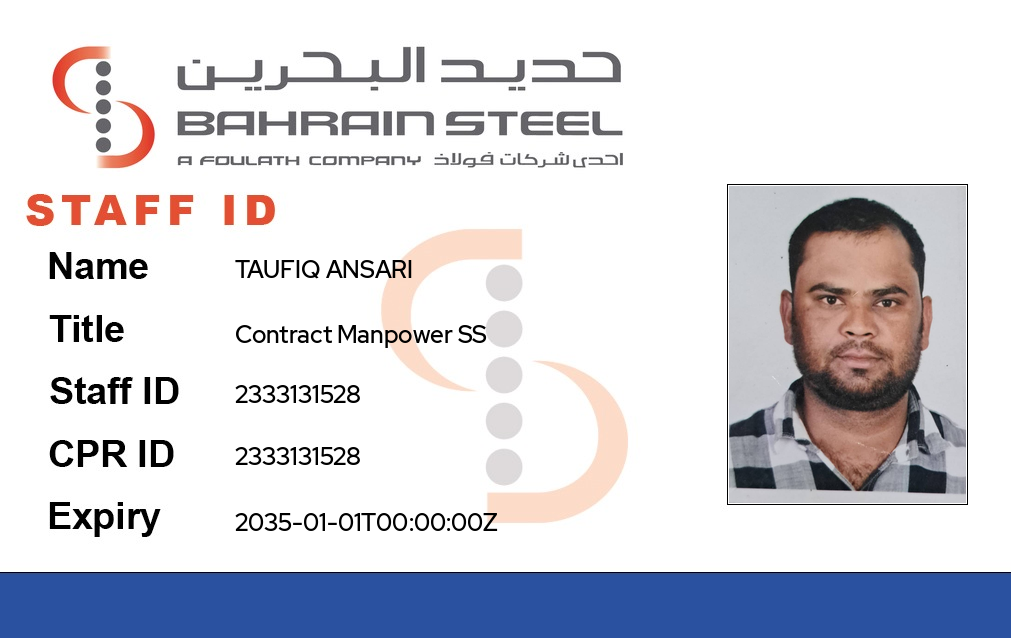 حديد البحرين
BAHRAIN STEEL
A FOULATH COMPANY احدى شركات فولاذ
STAFF ID
Name TAUFIQ ANSARI
Title Contract Manpower SS
Staff ID 2333131528
CPR ID 2333131528
Expiry 2035-01-01T00:00:00Z